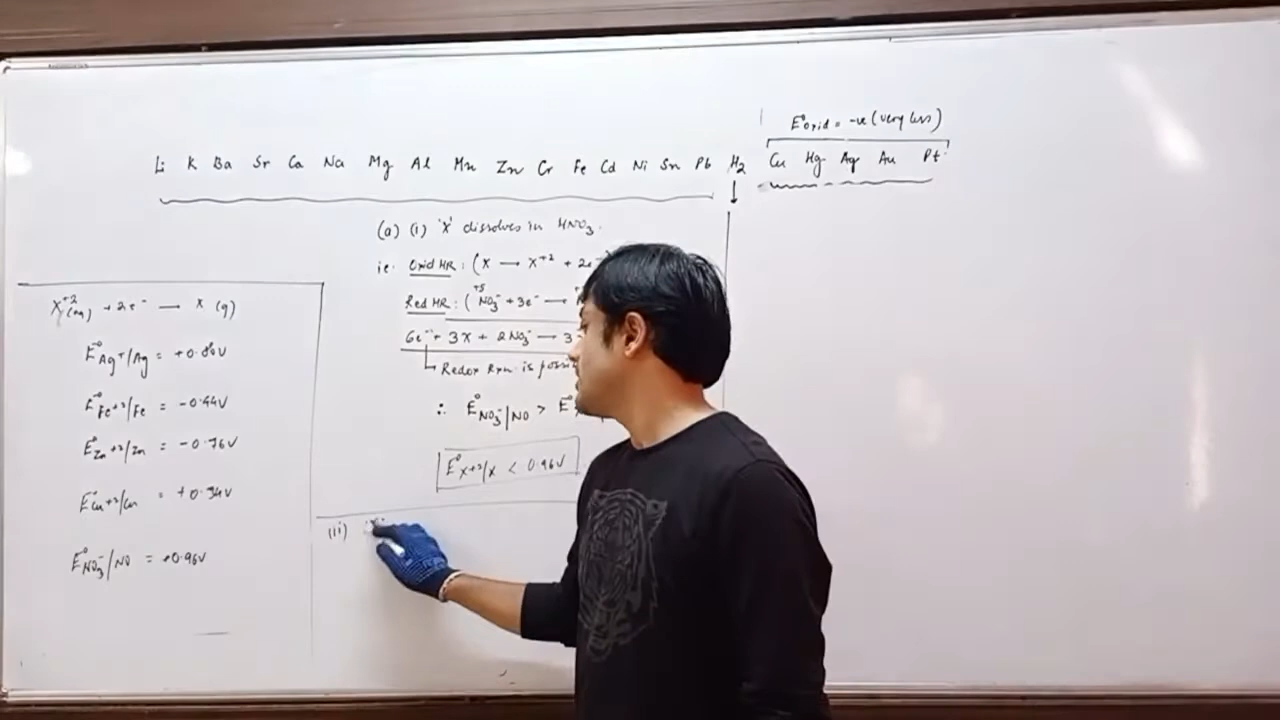 E°oxid = -ve (very less)
Li K Ba Sr Ca Na Mg Al Mn Zn Cr Fe Cd Ni Sn Pb H2 Cu Hg Ag Au Pt
(a) (i) 'X' dissolves in HNO3.
ie. Oxid HR : (X → X+2 + 2e-
Red HR : (NO3- + 3e- →
+5
6e- + 3X + 2NO3- → 3
Redox Rxn. is possi
∴ E°NO3-/NO > E°
E°X+2/X < 0.96V
(ii)
X+2(aq) + 2e- → X (g)
E°Ag+/Ag = +0.80V
E°Fe+2/Fe = -0.44V
E°Zn+2/Zn = -0.76V
E°Cu+2/Cu = +0.34V
E°NO3-/NO = +0.96V